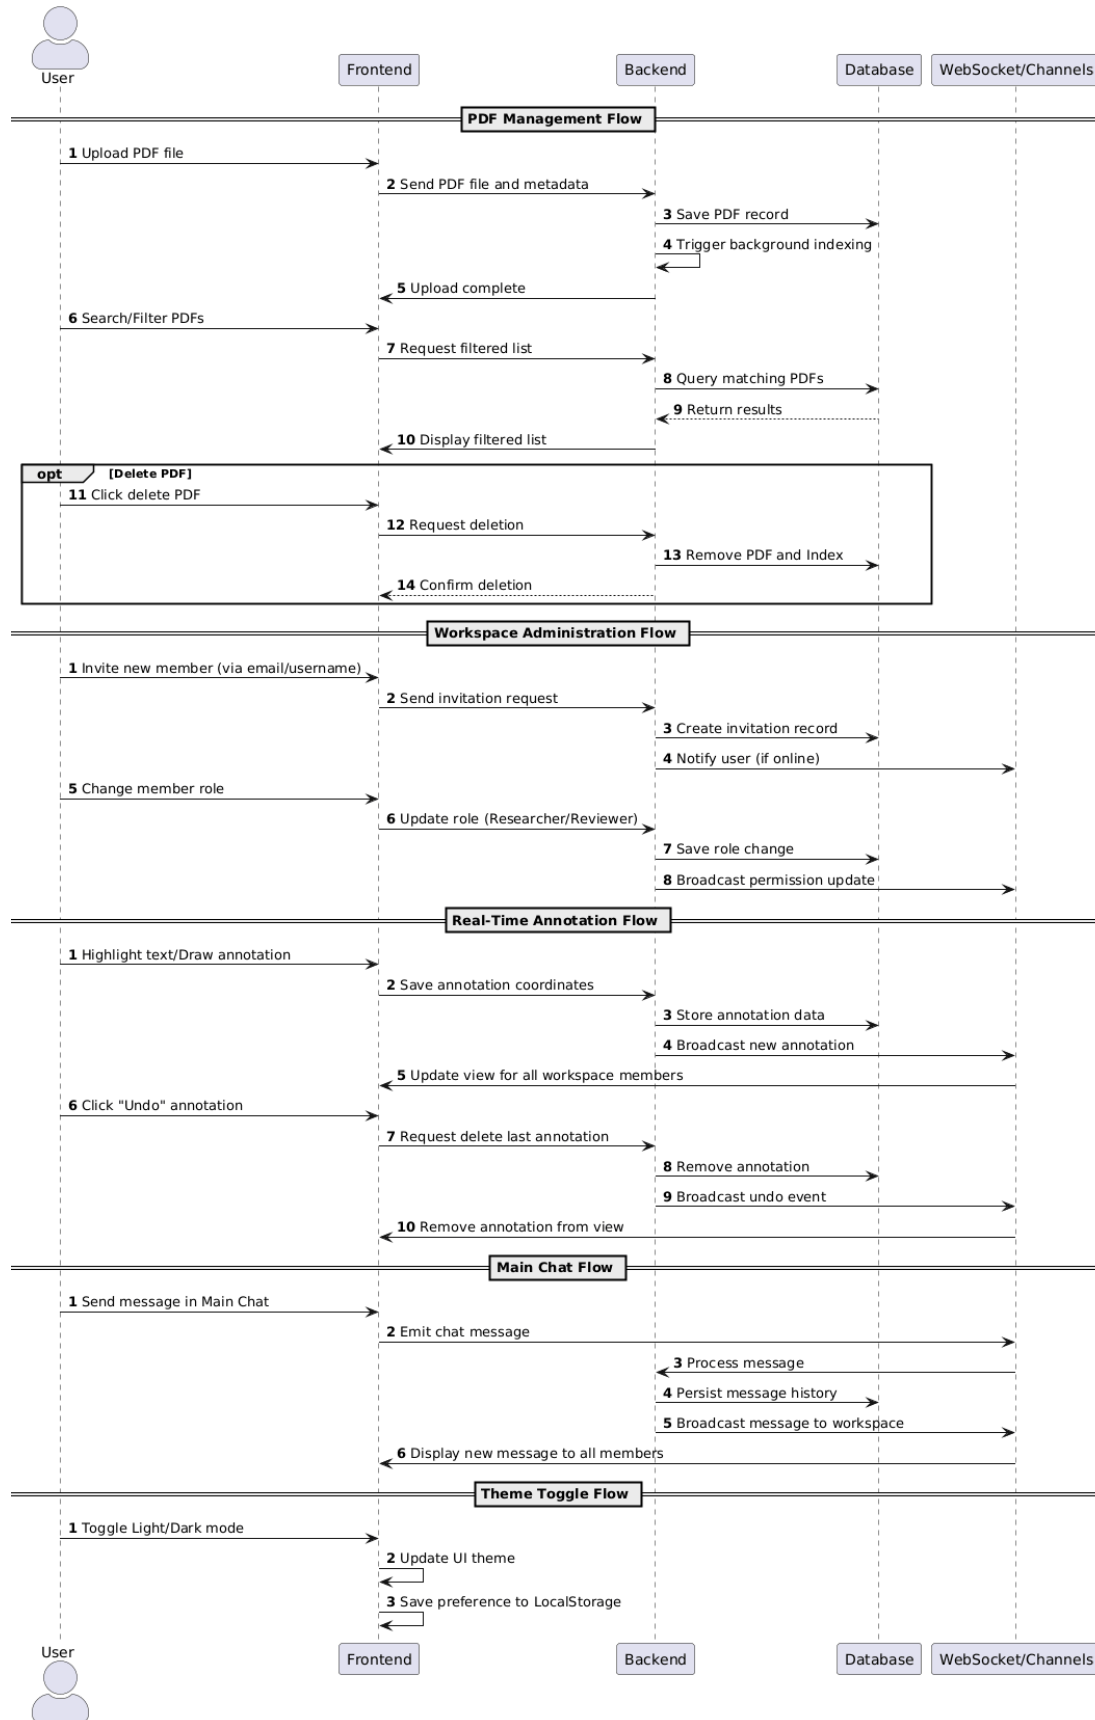 User
Frontend
Backend
Database
WebSocket/Channels
PDF Management Flow
1 Upload PDF file
2 Send PDF file and metadata
3 Save PDF record
4 Trigger background indexing
5 Upload complete
6 Search/Filter PDFs
7 Request filtered list
8 Query matching PDFs
9 Return results
10 Display filtered list
opt [Delete PDF]
11 Click delete PDF
12 Request deletion
13 Remove PDF and Index
14 Confirm deletion
Workspace Administration Flow
1 Invite new member (via email/username)
2 Send invitation request
3 Create invitation record
4 Notify user (if online)
5 Change member role
6 Update role (Researcher/Reviewer)
7 Save role change
8 Broadcast permission update
Real-Time Annotation Flow
1 Highlight text/Draw annotation
2 Save annotation coordinates
3 Store annotation data
4 Broadcast new annotation
5 Update view for all workspace members
6 Click "Undo" annotation
7 Request delete last annotation
8 Remove annotation
9 Broadcast undo event
10 Remove annotation from view
Main Chat Flow
1 Send message in Main Chat
2 Emit chat message
3 Process message
4 Persist message history
5 Broadcast message to workspace
6 Display new message to all members
Theme Toggle Flow
1 Toggle Light/Dark mode
2 Update UI theme
3 Save preference to LocalStorage
User
Frontend
Backend
Database
WebSocket/Channels